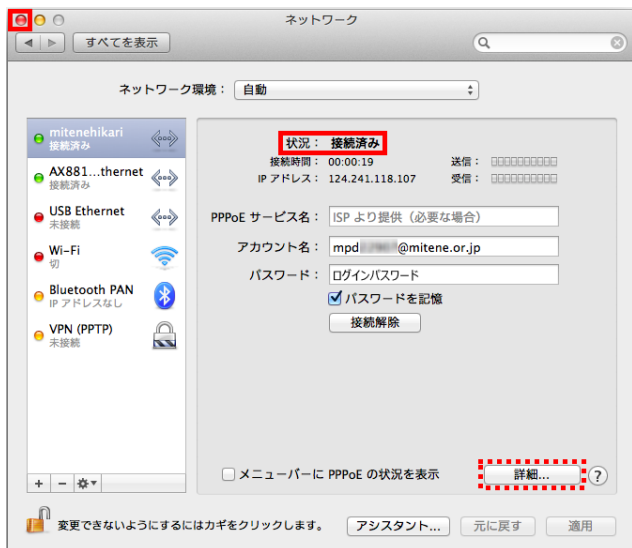 ネットワーク
すべてを表示
ネットワーク環境： 自動
mitenehikari
接続済み
AX881...thernet
接続済み
USB Ethernet
未接続
Wi-Fi
切
Bluetooth PAN
IP アドレスなし
VPN (PPTP)
未接続
状況： 接続済み
接続時間： 00:00:19 送信：
IP アドレス： 124.241.118.107 受信：
PPPoE サービス名： ISP より提供（必要な場合）
アカウント名： mpd @mitene.or.jp
パスワード： ログインパスワード
パスワードを記憶
接続解除
メニューバーに PPPoE の状況を表示 詳細... ?
+ −
変更できないようにするにはカギをクリックします。 アシスタント... 元に戻す 適用